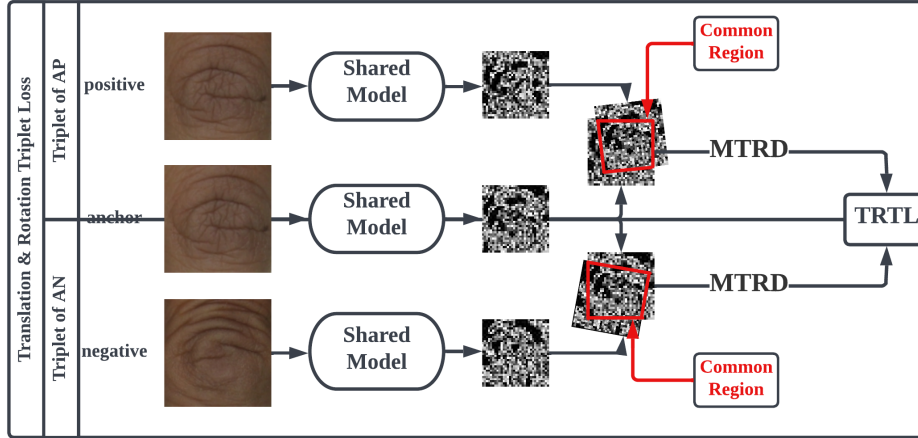 Translation & Rotation Triplet Loss
Triplet of AP
Triplet of AN
positive
Shared
Model
Common
Region
MTRD
anchor
Shared
Model
TRTL
negative
Shared
Model
MTRD
Common
Region